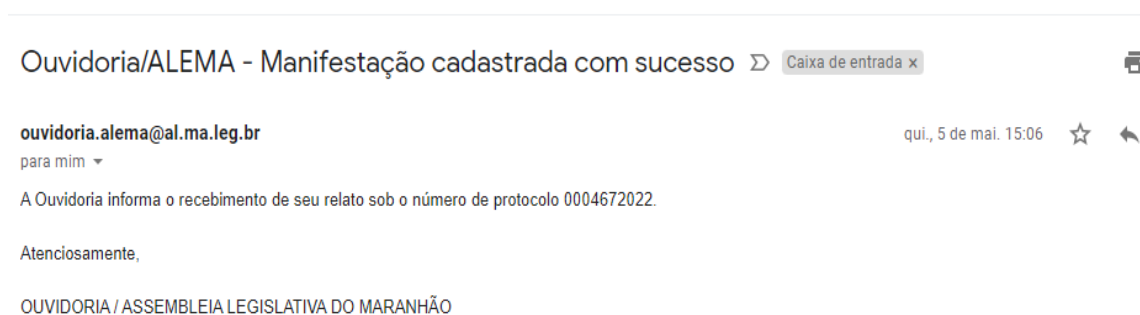 Ouvidoria/ALEMA - Manifestação cadastrada com sucesso Caixa de entrada x
ouvidoria.alema@al.ma.leg.br qui., 5 de mai. 15:06
para mim
A Ouvidoria informa o recebimento de seu relato sob o número de protocolo 0004672022.
Atenciosamente,
OUVIDORIA / ASSEMBLEIA LEGISLATIVA DO MARANHÃO